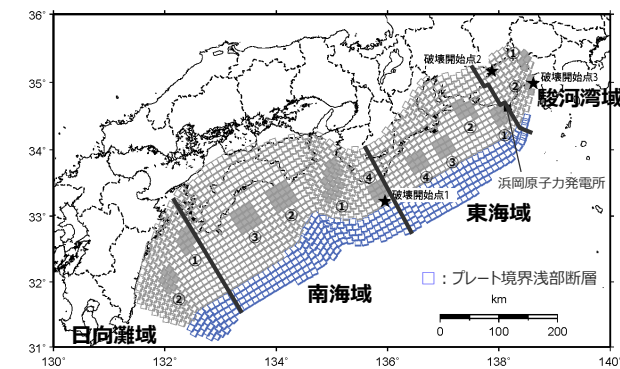 36°
35°
34°
33°
32°
31°
130°
132°
134°
136°
138°
140°
破壊開始点2
①
破壊開始点3
②
駿河湾域
②
①
③
④
④
浜岡原子力発電所
破壊開始点1
東海域
①
②
③
①
②
南海域
日向灘域
□：プレート境界浅部断層
km
0 100 200